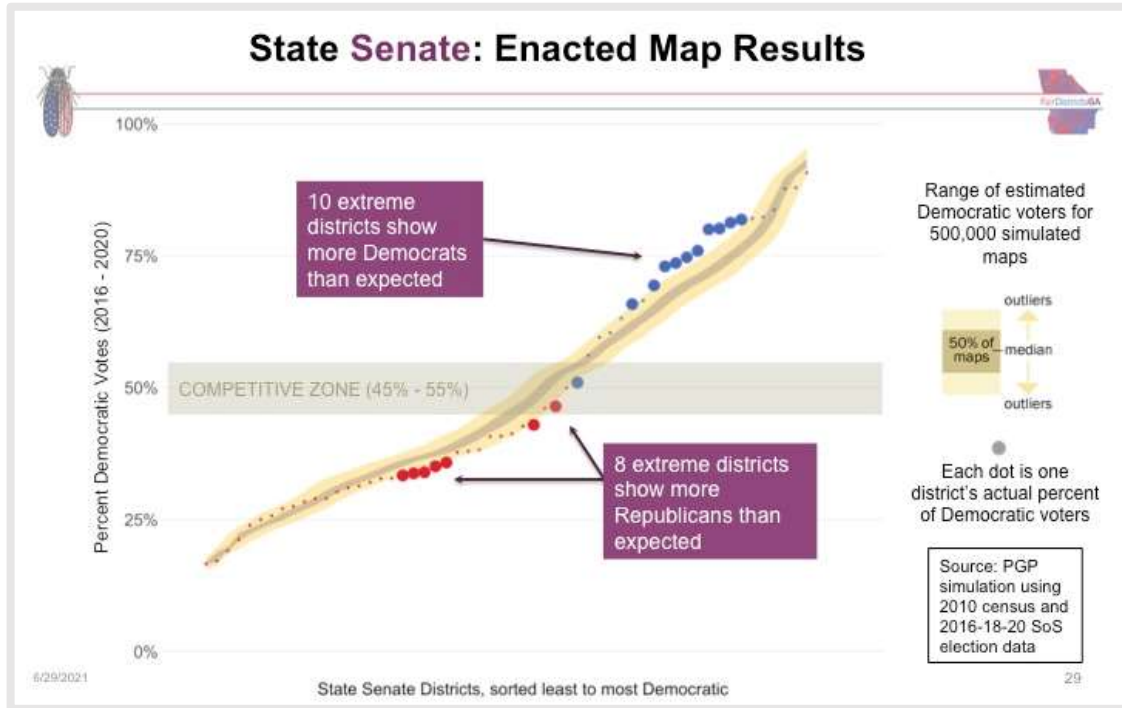 State Senate: Enacted Map Results
FairDistrictsGA
100%
75%
50%
25%
0%
Percent Democratic Votes (2016 - 2020)
10 extreme
districts show
more Democrats
than expected
COMPETITIVE ZONE (45% - 55%)
8 extreme districts
show more
Republicans than
expected
Range of estimated
Democratic voters for
500,000 simulated
maps
outliers
50% of
maps
median
outliers
Each dot is one
district's actual percent
of Democratic voters
Source: PGP
simulation using
2010 census and
2016-18-20 SoS
election data
6/29/2021
State Senate Districts, sorted least to most Democratic
29